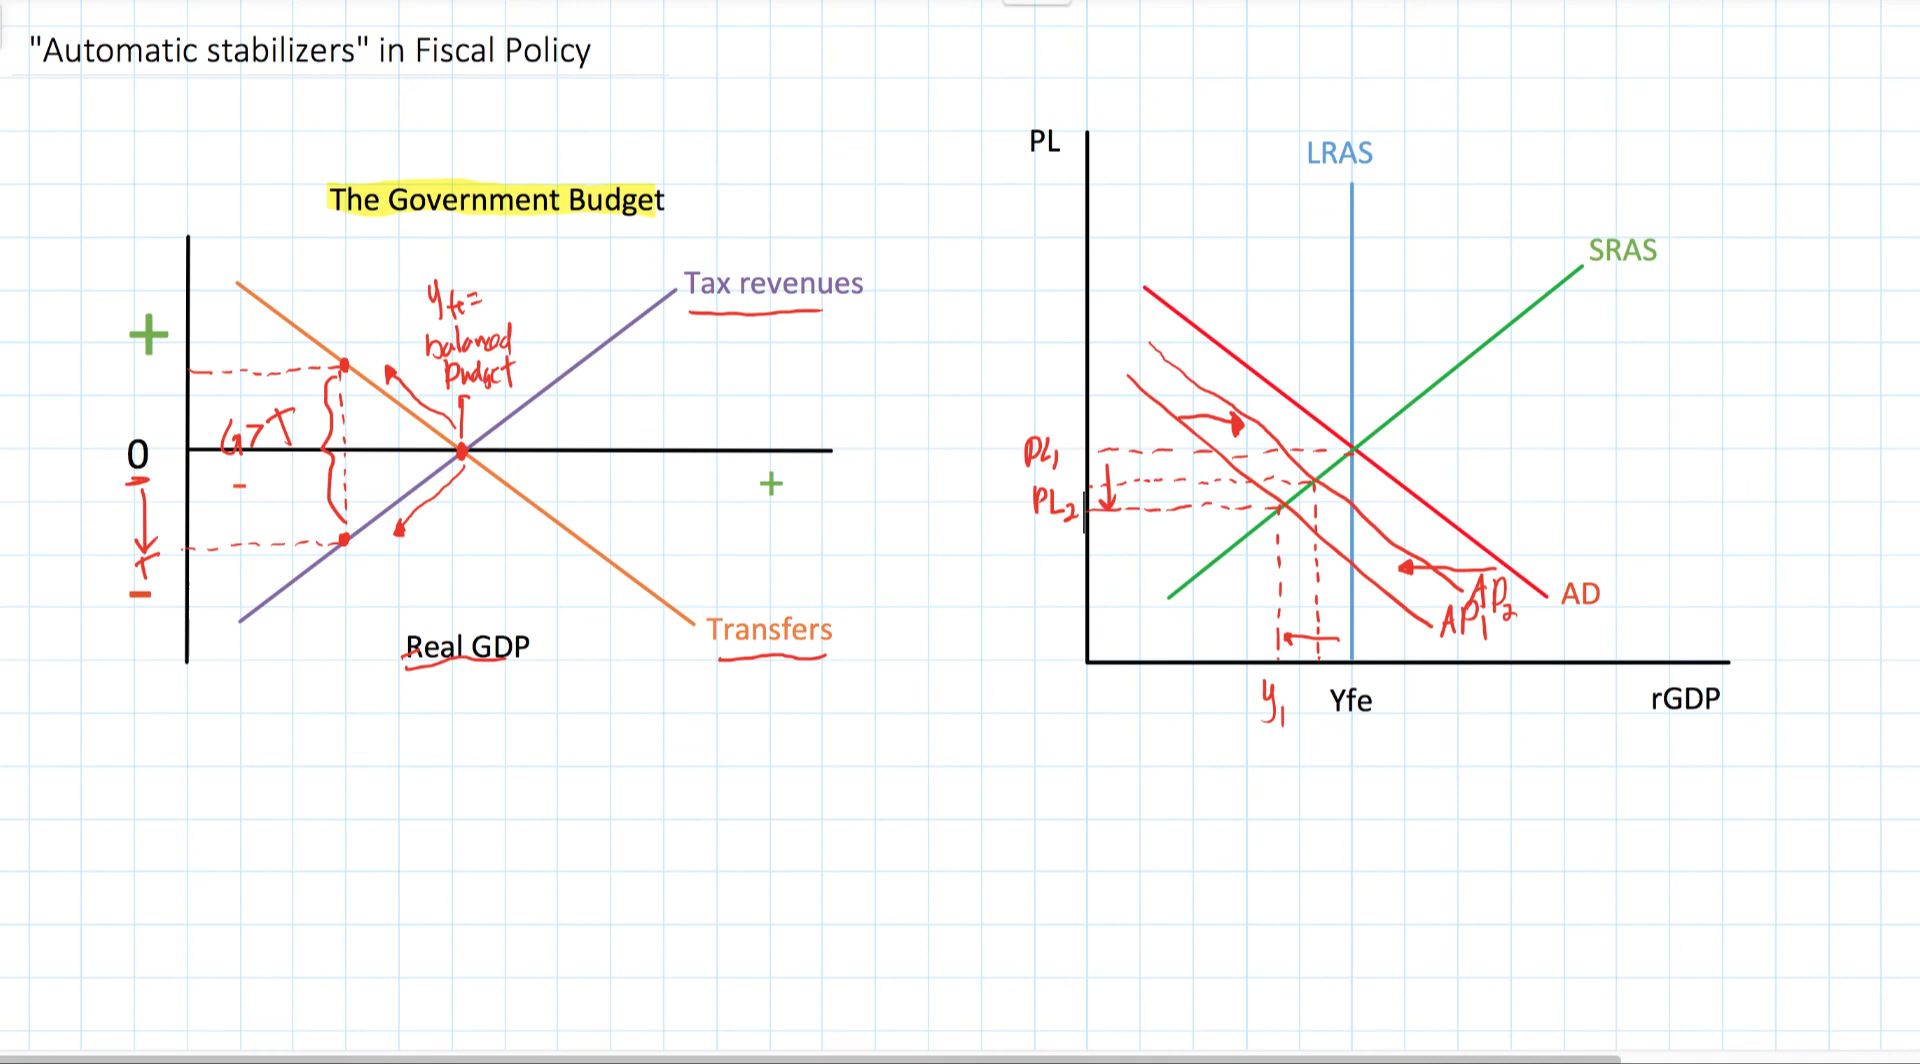 "Automatic stabilizers" in Fiscal Policy
The Government Budget
+
0
-
T
-
G>T
Yfe=
balanced
budget
Tax revenues
+
Transfers
Real GDP
PL
LRAS
SRAS
PL1
PL2
AD
AD2
AD1
Y1
Yfe
rGDP